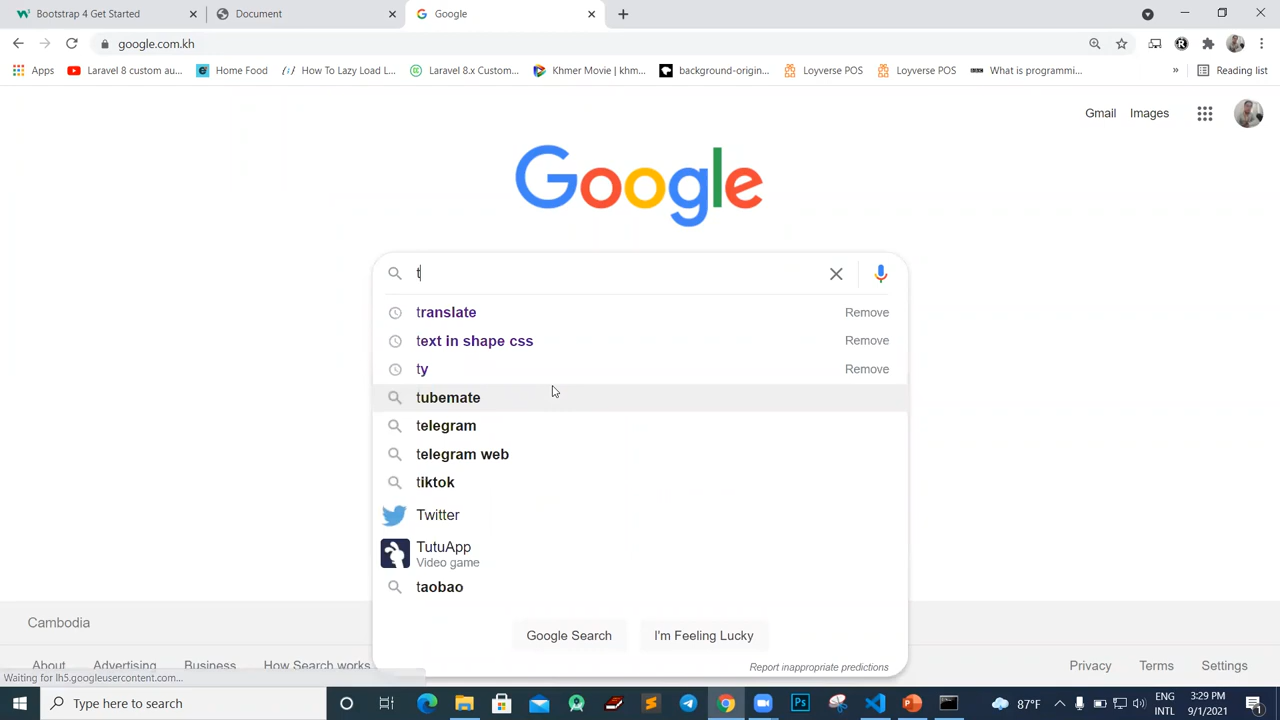 Bootstrap 4 Get Started
Document
Google
google.com.kh
Apps
Laravel 8 custom au...
Home Food
How To Lazy Load L...
Laravel 8.x Custom...
Khmer Movie | khm...
background-origin...
Loyverse POS
Loyverse POS
What is programmi...
»
Reading list
Gmail
Images
Google
t
translate
Remove
text in shape css
Remove
ty
Remove
tubemate
telegram
telegram web
tiktok
Twitter
TutuApp
Video game
taobao
Google Search
I'm Feeling Lucky
Report inappropriate predictions
Cambodia
About
Advertising
Business
How Search works
Privacy
Terms
Settings
Waiting for lh5.googleusercontent.com...
Type here to search
87°F
ENG
INTL
3:29 PM
9/1/2021